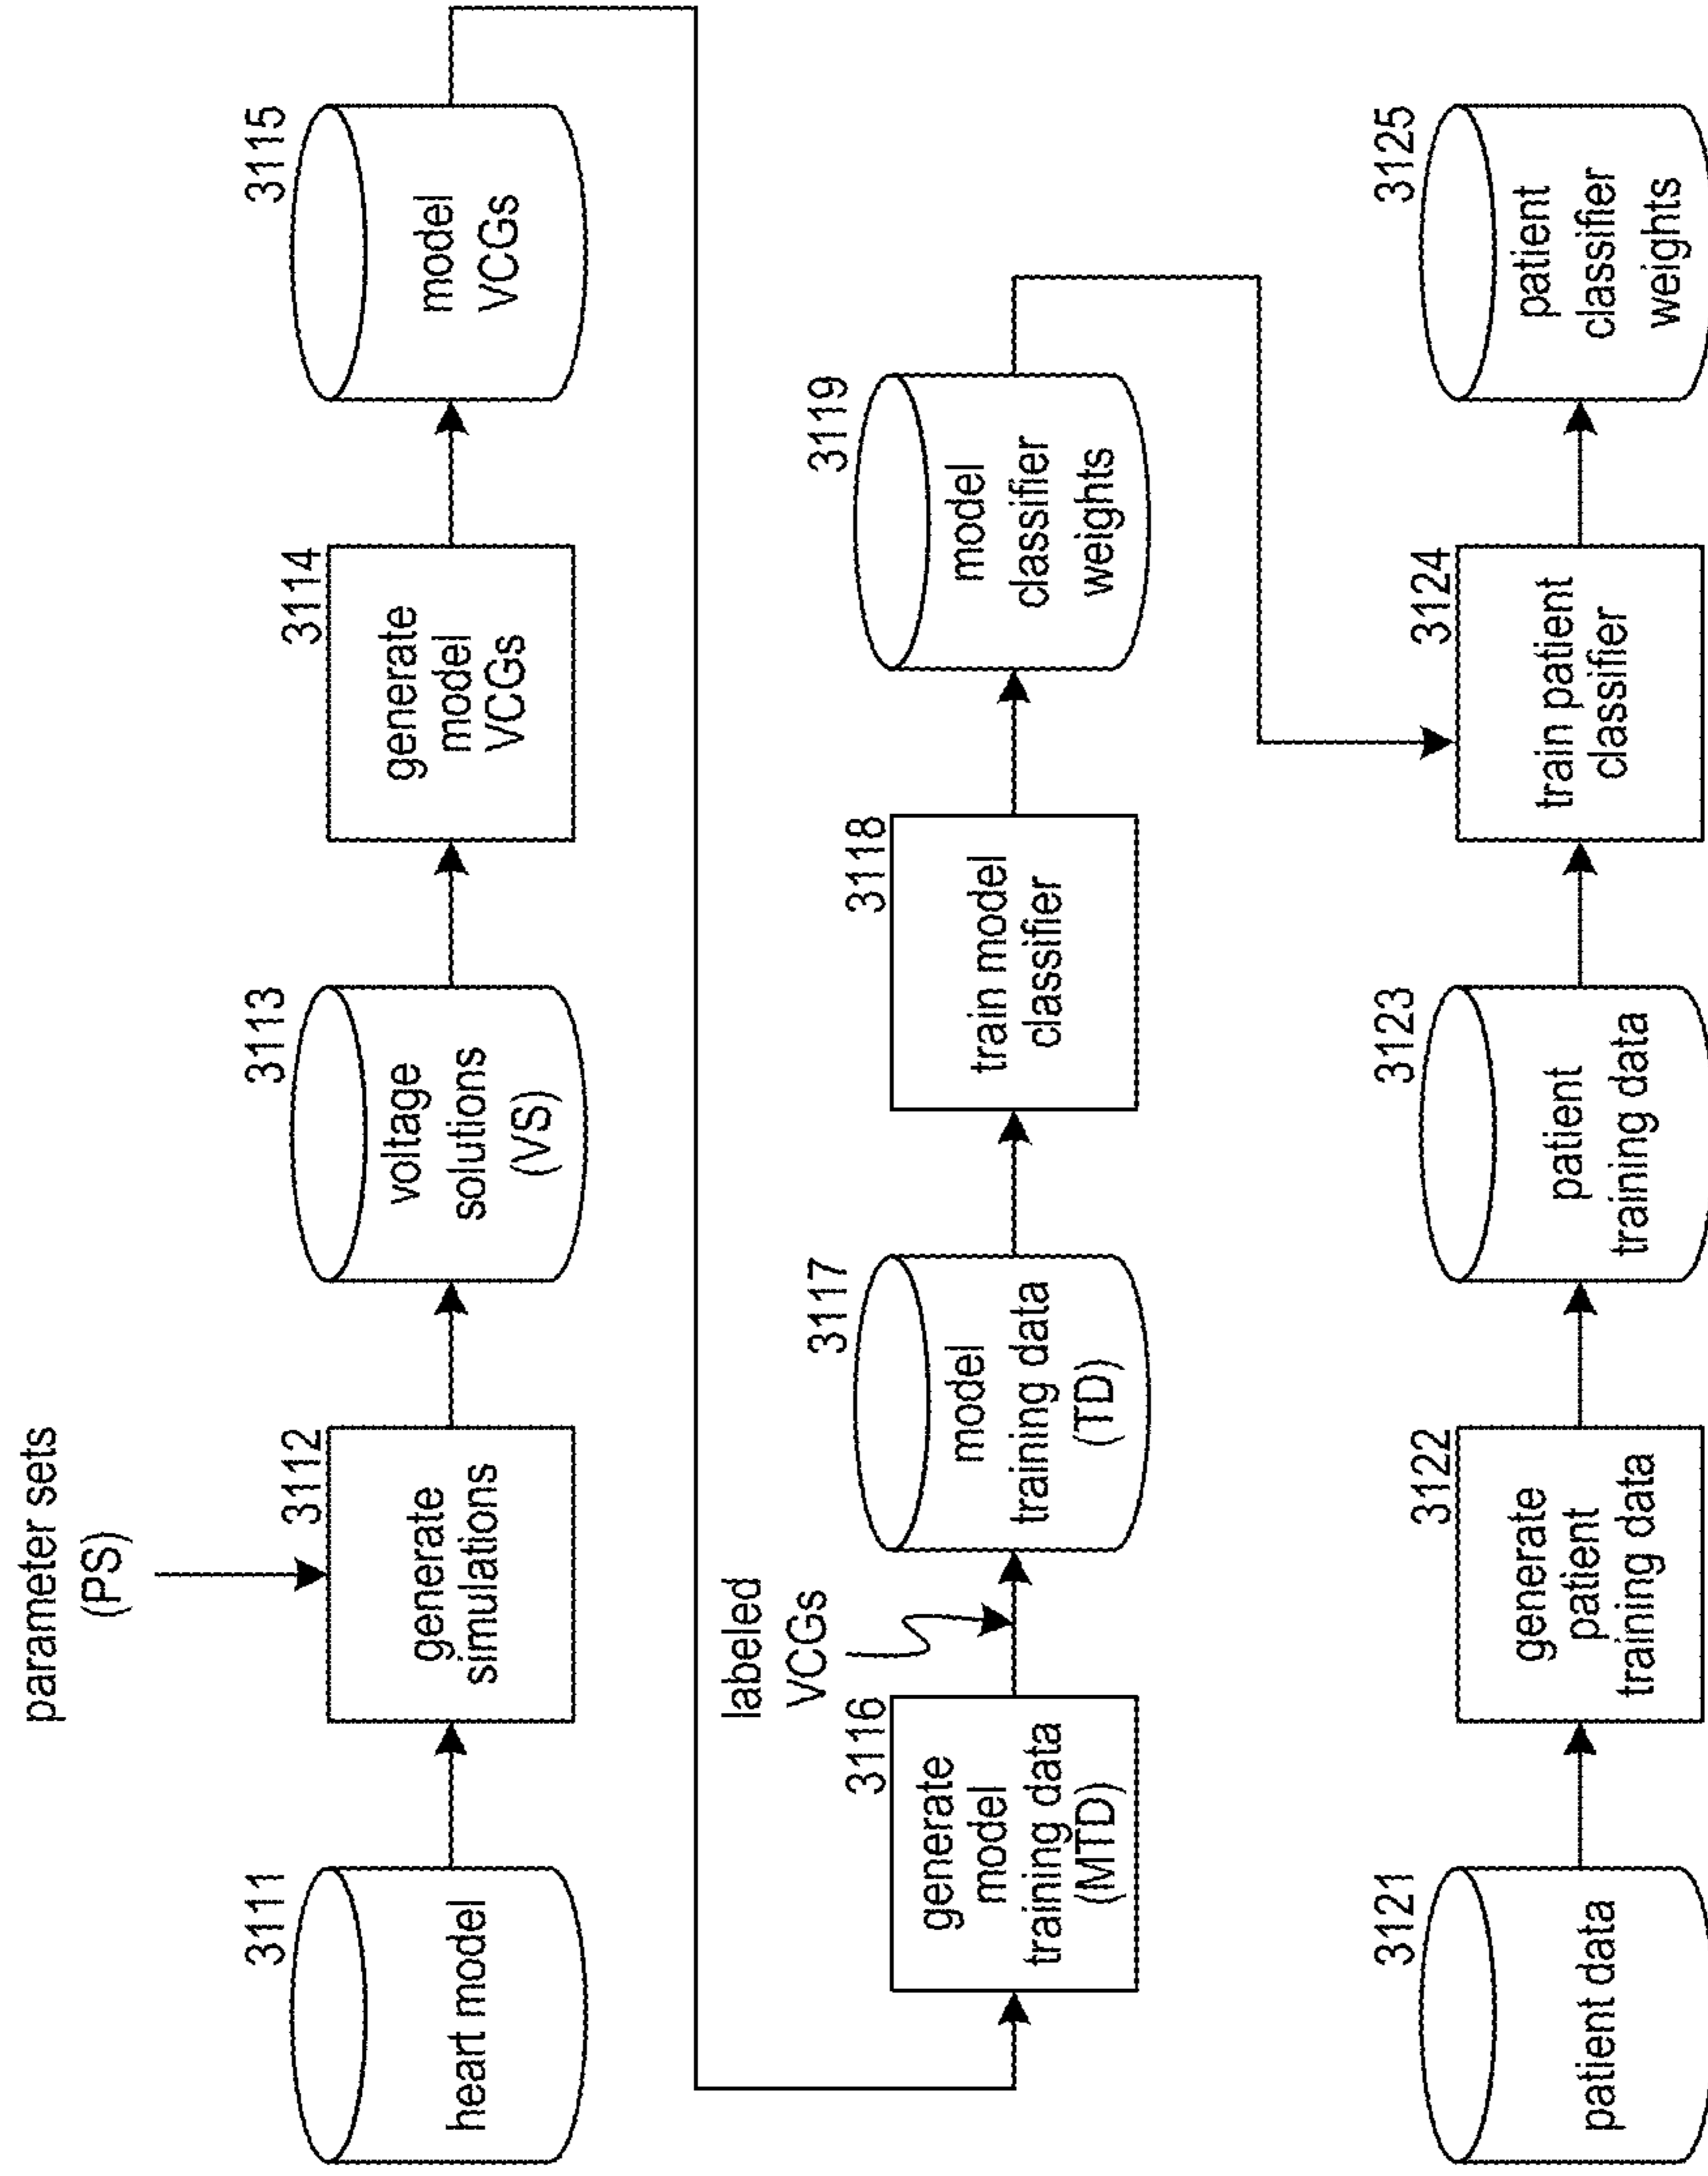 parameter sets
(PS)
3111
heart model
3112
generate
simulations
3113
voltage
solutions
(VS)
3114
generate
model
VCGs
3115
model
VCGs
3116
generate
model
training data
(MTD)
labeled
VCGs
3117
model
training data
(TD)
3118
train model
classifier
3119
model
classifier
weights
3121
patient data
3122
generate
patient
training data
3123
patient
training data
3124
train patient
classifier
3125
patient
classifier
weights